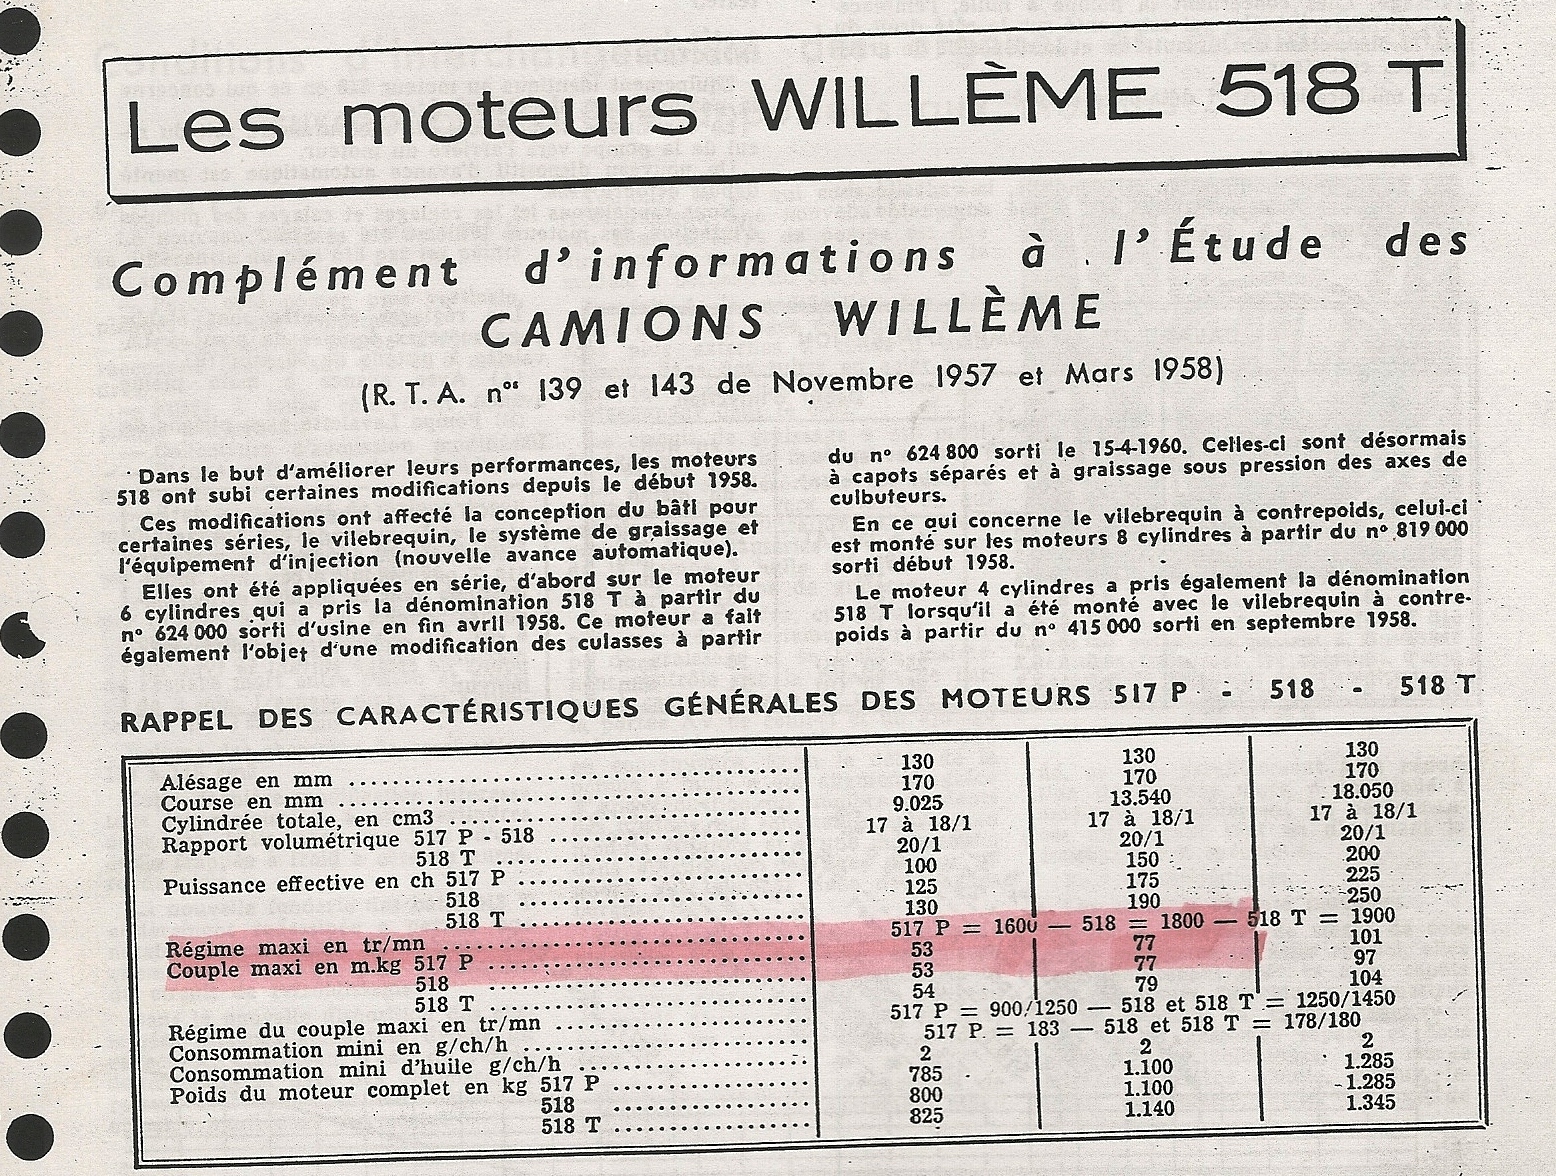 Les moteurs WILLÈME 518 T
Complément d'informations à l'Étude des
CAMIONS WILLÈME
(R. T. A. nos 139 et 143 de Novembre 1957 et Mars 1958)
Dans le but d'améliorer leurs performances, les moteurs
518 ont subi certaines modifications depuis le début 1958.
Ces modifications ont affecté la conception du bâti pour
certaines séries, le vilebrequin, le système de graissage et
l'équipement d'injection (nouvelle avance automatique).
Elles ont été appliquées en série, d'abord sur le moteur
6 cylindres qui a pris la dénomination 518 T à partir du
n° 624 000 sorti d'usine en fin avril 1958. Ce moteur a fait
également l'objet d'une modification des culasses à partir
du n° 624 800 sorti le 15-4-1960. Celles-ci sont désormais
à capots séparés et à graissage sous pression des axes de
culbuteurs.
En ce qui concerne le vilebrequin à contrepoids, celui-ci
est monté sur les moteurs 8 cylindres à partir du n° 819 000
sorti début 1958.
Le moteur 4 cylindres a pris également la dénomination
518 T lorsqu'il a été monté avec le vilebrequin à contre-
poids à partir du n° 415 000 sorti en septembre 1958.
RAPPEL DES CARACTÉRISTIQUES GÉNÉRALES DES MOTEURS 517 P - 518 - 518 T
Alésage en mm ........ 130 130 130
Course en mm ........ 170 170 170
Cylindrée totale, en cm3 ........ 9.025 13.540 18.050
Rapport volumétrique 517 P - 518 ........ 17 à 18/1 17 à 18/1 17 à 18/1
518 T ........ 20/1 20/1 20/1
Puissance effective en ch 517 P ........ 100 150 200
518 ........ 125 175 225
518 T ........ 130 190 250
Régime maxi en tr/mn ........ 517 P = 1600 — 518 = 1800 — 518 T = 1900
Couple maxi en m.kg 517 P ........ 53 77 101
518 ........ 53 77 97
518 T ........ 54 79 104
Régime du couple maxi en tr/mn ........ 517 P = 900/1250 — 518 et 518 T = 1250/1450
Consommation mini en g/ch/h ........ 517 P. = 183 — 518 et 518 T = 178/180
Consommation mini d'huile g/ch/h ........ 2 2 2
Poids du moteur complet en kg 517 P ........ 785 1.100 1.285
518 ........ 800 1.100 1.285
518 T ........ 825 1.140 1.345